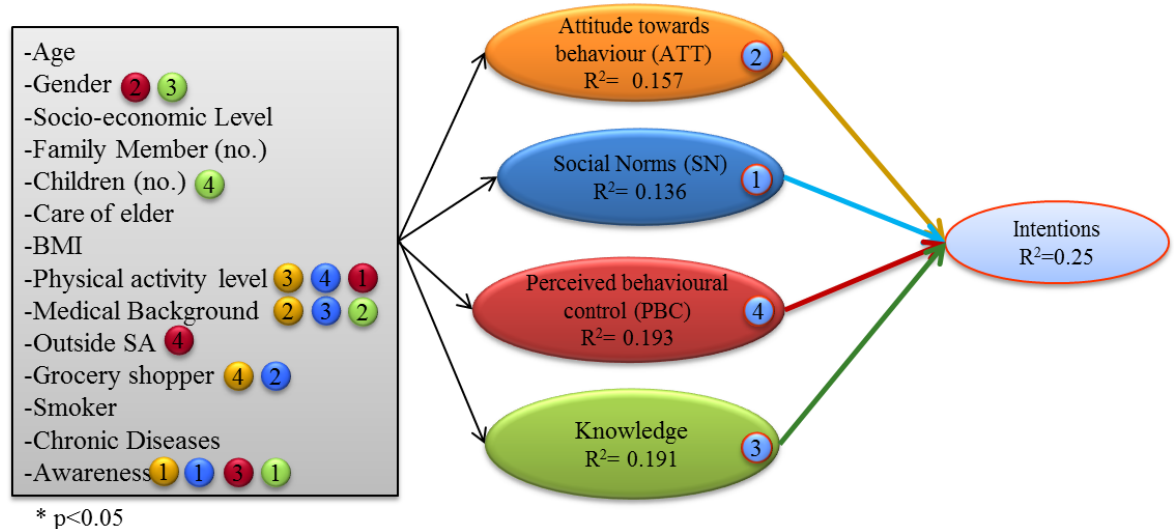 -Age
-Gender 2 3
-Socio-economic Level
-Family Member (no.)
-Children (no.) 4
-Care of elder
-BMI
-Physical activity level 3 4 1
-Medical Background 2 3 2
-Outside SA 4
-Grocery shopper 4 2
-Smoker
-Chronic Diseases
-Awareness 1 1 3 1
* p<0.05
Attitude towards
behaviour (ATT) 2
R²= 0.157
Social Norms (SN) 1
R²= 0.136
Perceived behavioural
control (PBC) 4
R²= 0.193
Knowledge 3
R²= 0.191
Intentions
R²=0.25